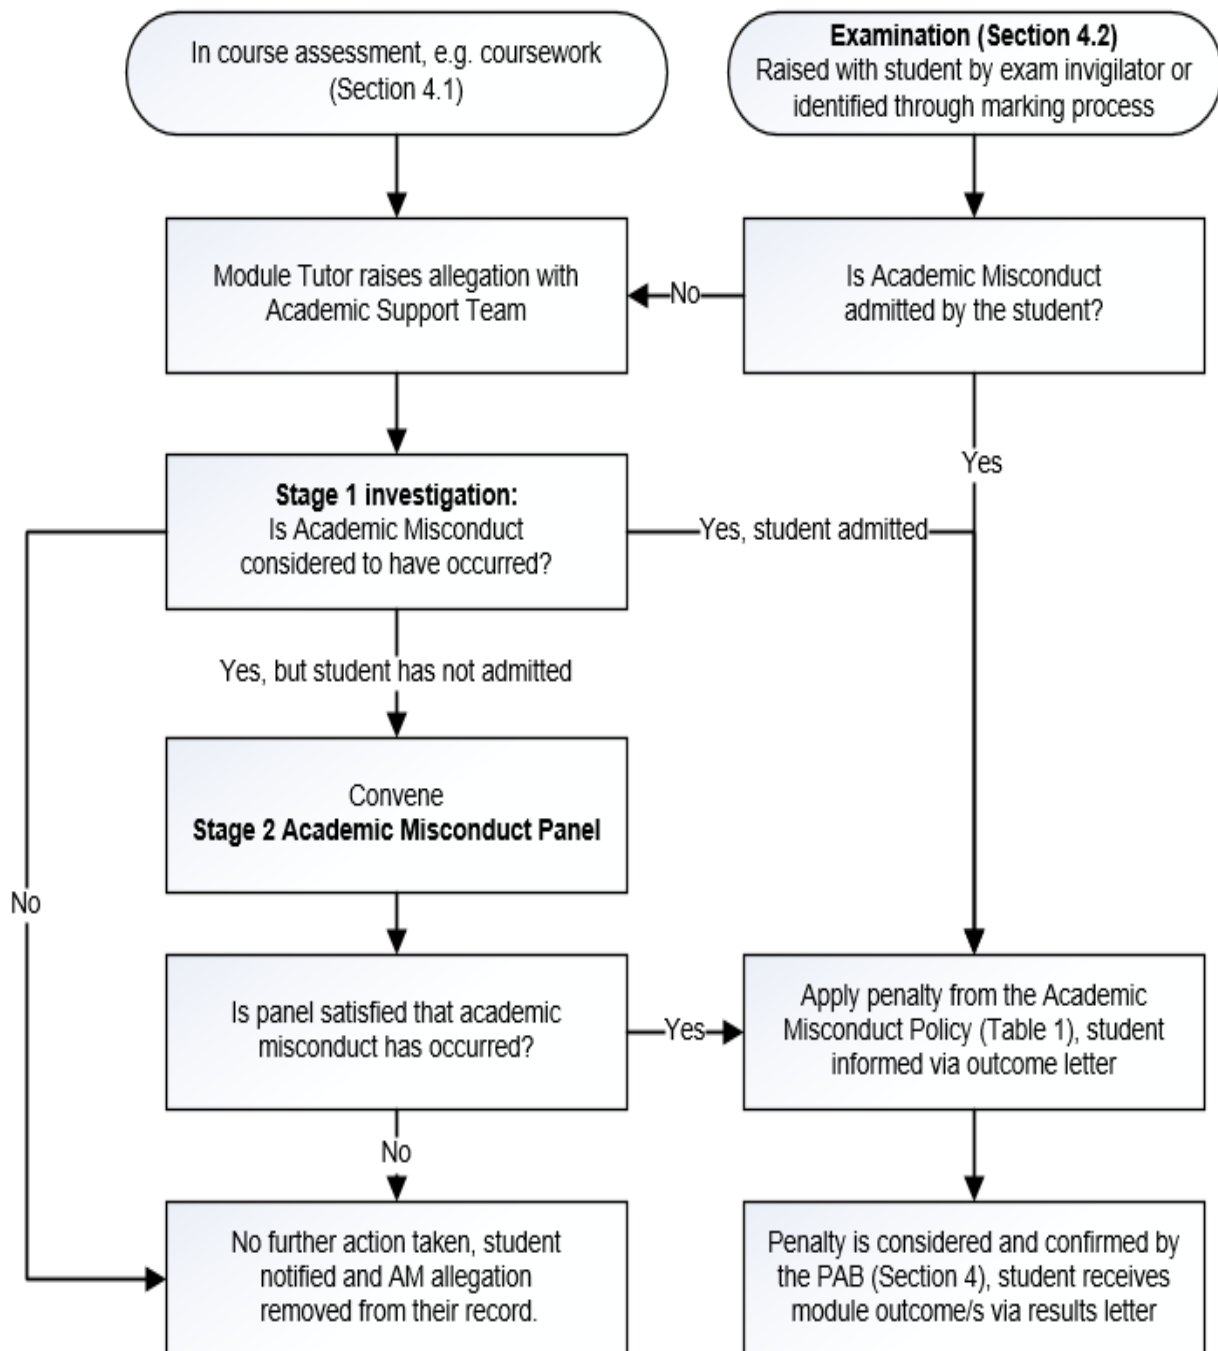 In course assessment, e.g. coursework
(Section 4.1)
Examination (Section 4.2)
Raised with student by exam invigilator or
identified through marking process
Module Tutor raises allegation with
Academic Support Team
No
Is Academic Misconduct
admitted by the student?
Yes
Stage 1 investigation:
Is Academic Misconduct
considered to have occurred?
Yes, student admitted
Yes, but student has not admitted
Convene
Stage 2 Academic Misconduct Panel
No
Is panel satisfied that academic
misconduct has occurred?
Yes
Apply penalty from the Academic
Misconduct Policy (Table 1), student
informed via outcome letter
No
No further action taken, student
notified and AM allegation
removed from their record.
Penalty is considered and confirmed by
the PAB (Section 4), student receives
module outcome/s via results letter